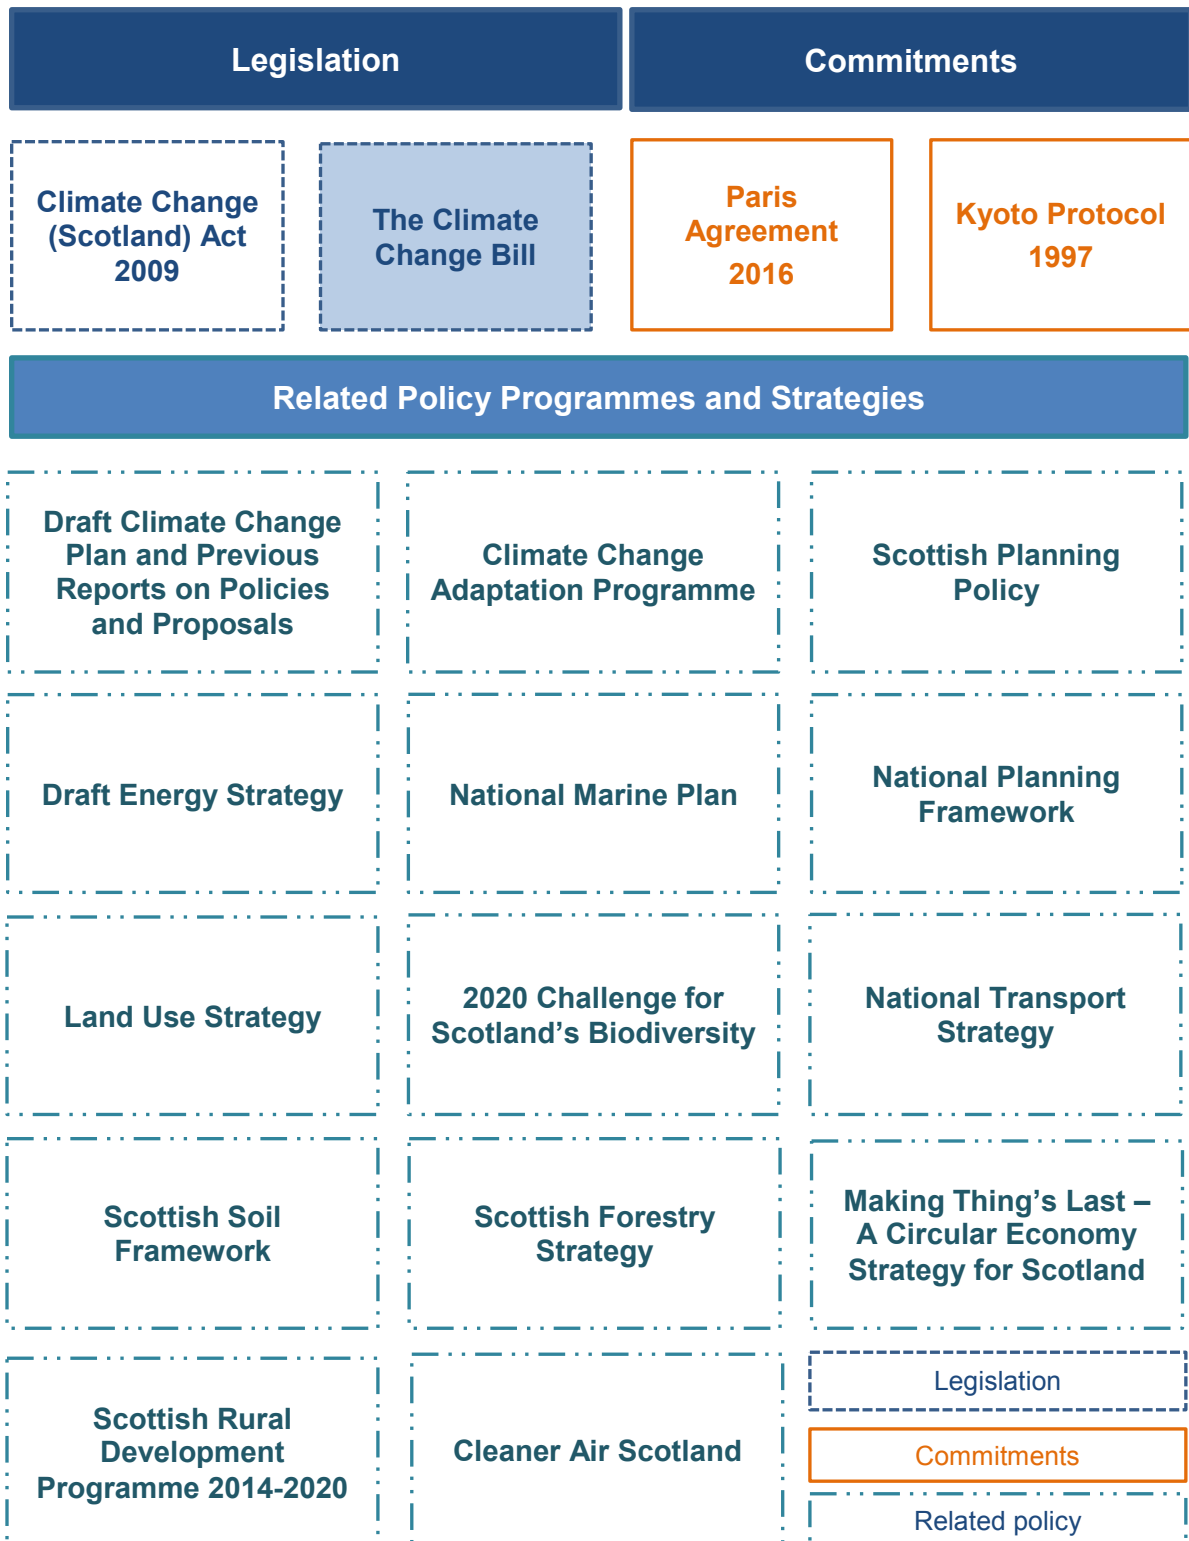 Legislation
Commitments
Climate Change
(Scotland) Act
2009
The Climate
Change Bill
Paris
Agreement
2016
Kyoto Protocol
1997
Related Policy Programmes and Strategies
Draft Climate Change
Plan and Previous
Reports on Policies
and Proposals
Climate Change
Adaptation Programme
Scottish Planning
Policy
Draft Energy Strategy
National Marine Plan
National Planning
Framework
Land Use Strategy
2020 Challenge for
Scotland’s Biodiversity
National Transport
Strategy
Scottish Soil
Framework
Scottish Forestry
Strategy
Making Thing’s Last –
A Circular Economy
Strategy for Scotland
Scottish Rural
Development
Programme 2014-2020
Cleaner Air Scotland
Legislation
Commitments
Related policy